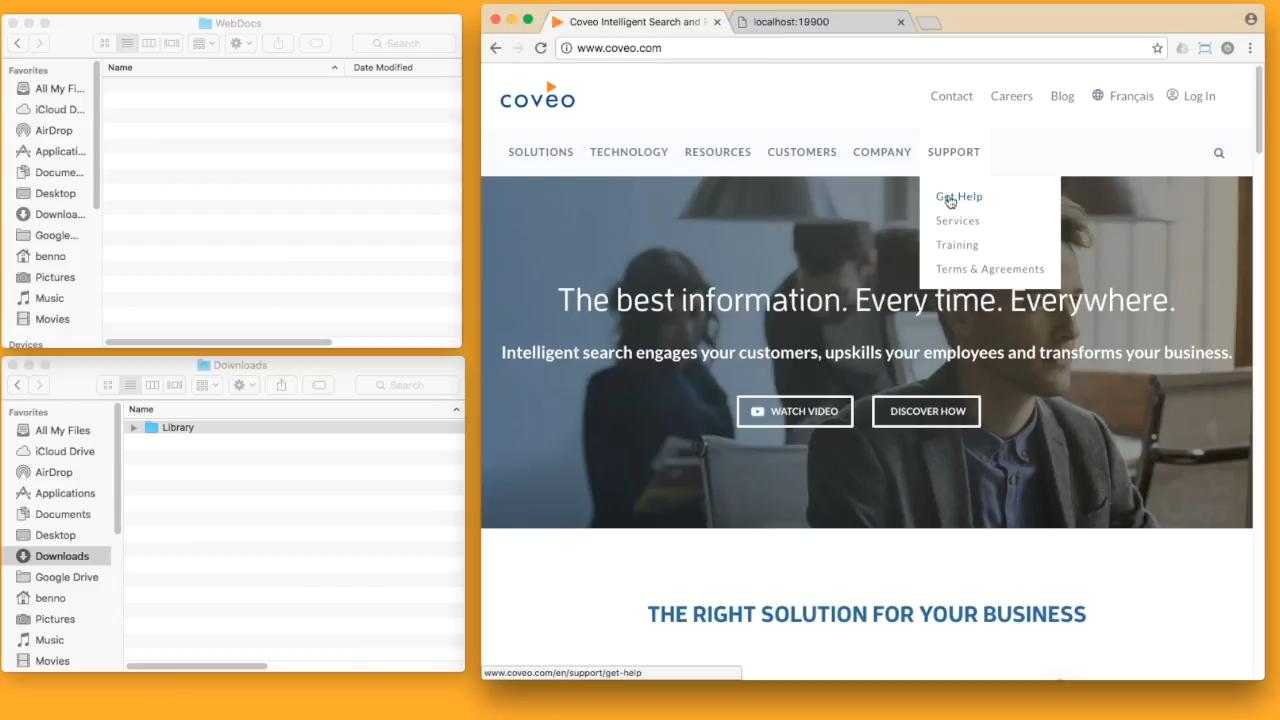 WebDocs
Search
Favorites
All My Fi...
iCloud D...
AirDrop
Applicati...
Docume...
Desktop
Downloa...
Google...
benno
Pictures
Music
Movies
Devices
Name
Date Modified
Downloads
Search
Favorites
All My Files
iCloud Drive
AirDrop
Applications
Documents
Desktop
Downloads
Google Drive
benno
Pictures
Music
Movies
Name
Library
Coveo Intelligent Search and
localhost:19900
www.coveo.com
coveo
Contact Careers Blog Français Log In
SOLUTIONS TECHNOLOGY RESOURCES CUSTOMERS COMPANY SUPPORT
Get Help
Services
Training
Terms & Agreements
The best information. Every time. Everywhere.
Intelligent search engages your customers, upskills your employees and transforms your business.
WATCH VIDEO DISCOVER HOW
THE RIGHT SOLUTION FOR YOUR BUSINESS
www.coveo.com/en/support/get-help